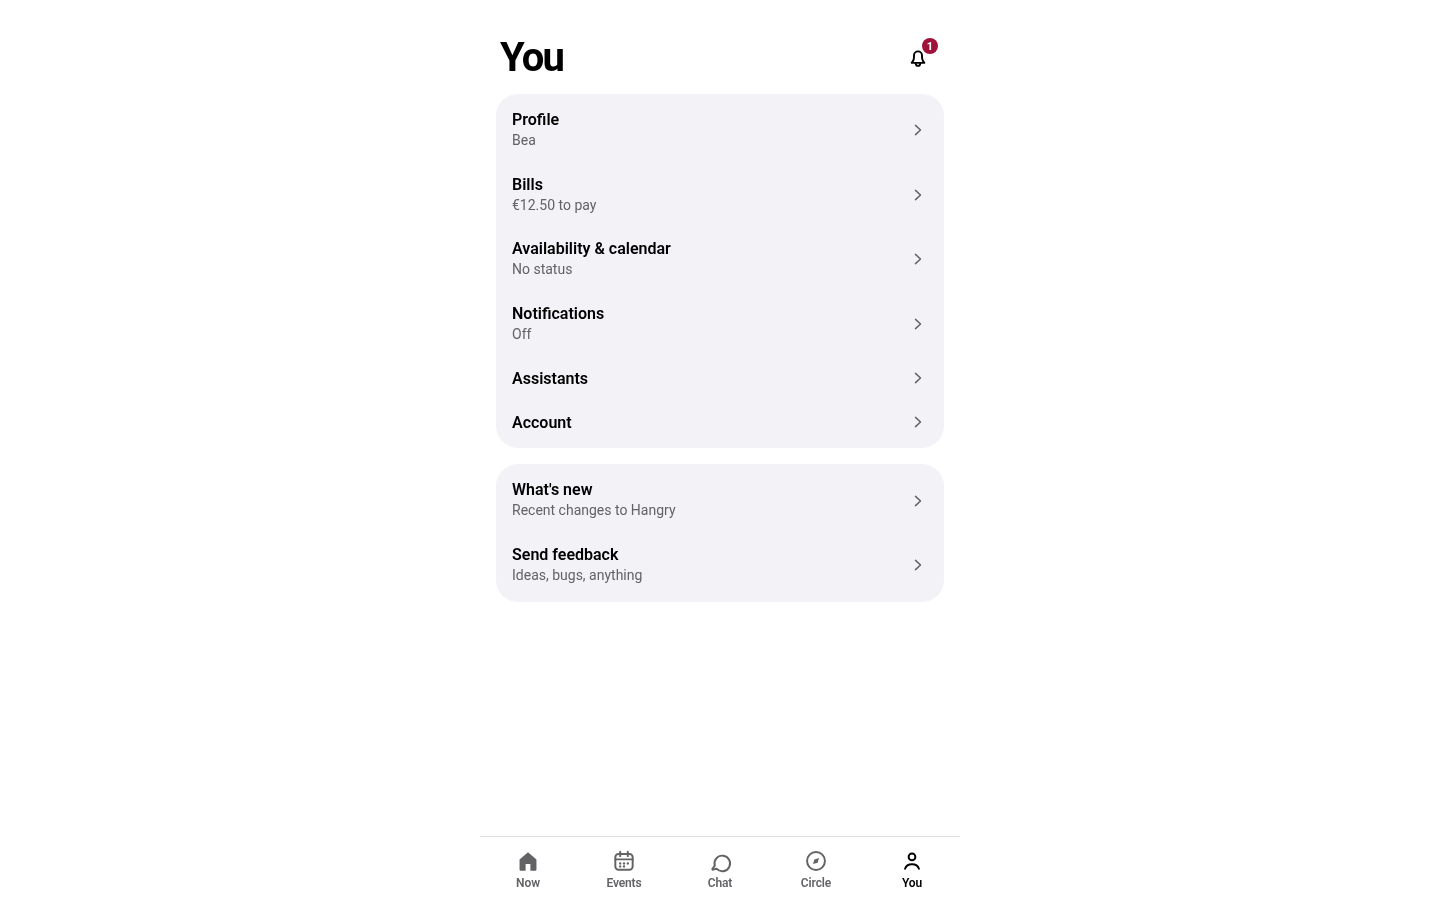 You
1
Profile
Bea
Bills
€12.50 to pay
Availability & calendar
No status
Notifications
Off
Assistants
Account
What's new
Recent changes to Hangry
Send feedback
Ideas, bugs, anything
Now
Events
Chat
Circle
You